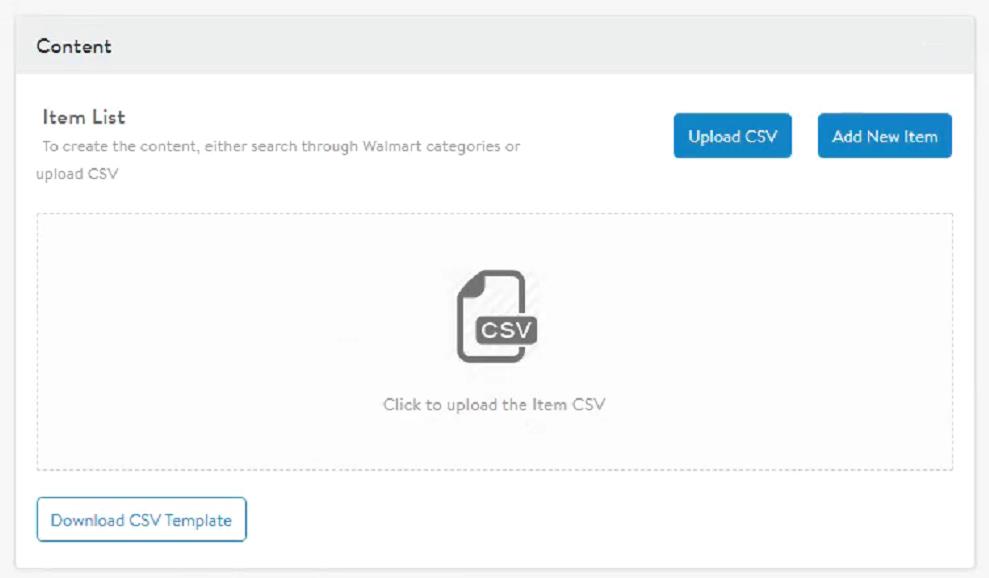 Content
Item List
To create the content, either search through Walmart categories or
upload CSV
Upload CSV
Add New Item
CSV
Click to upload the Item CSV
Download CSV Template